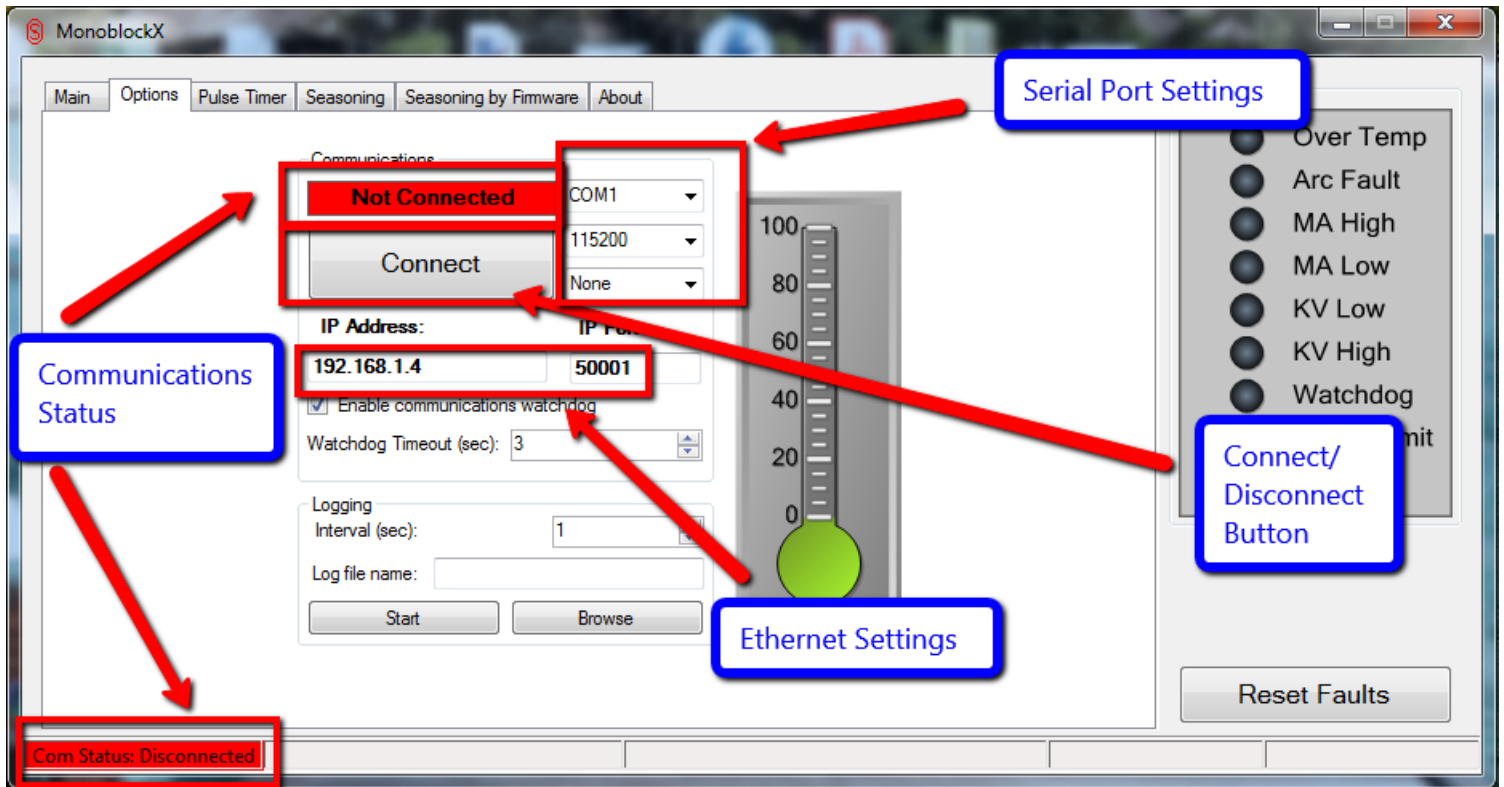 MonoblockX
Main Options Pulse Timer Seasoning Seasoning by Firmware About
Serial Port Settings
Communications
Not Connected
COM1
115200
None
Connect
IP Address:
IP
192.168.1.4
50001
Enable communications watchdog
Watchdog Timeout (sec): 3
Logging
Interval (sec): 1
Log file name:
Start Browse
100
80
60
40
20
0
Over Temp
Arc Fault
MA High
MA Low
KV Low
KV High
Watchdog
Communications
Status
Connect/
Disconnect
Button
Ethernet Settings
Reset Faults
Com Status: Disconnected